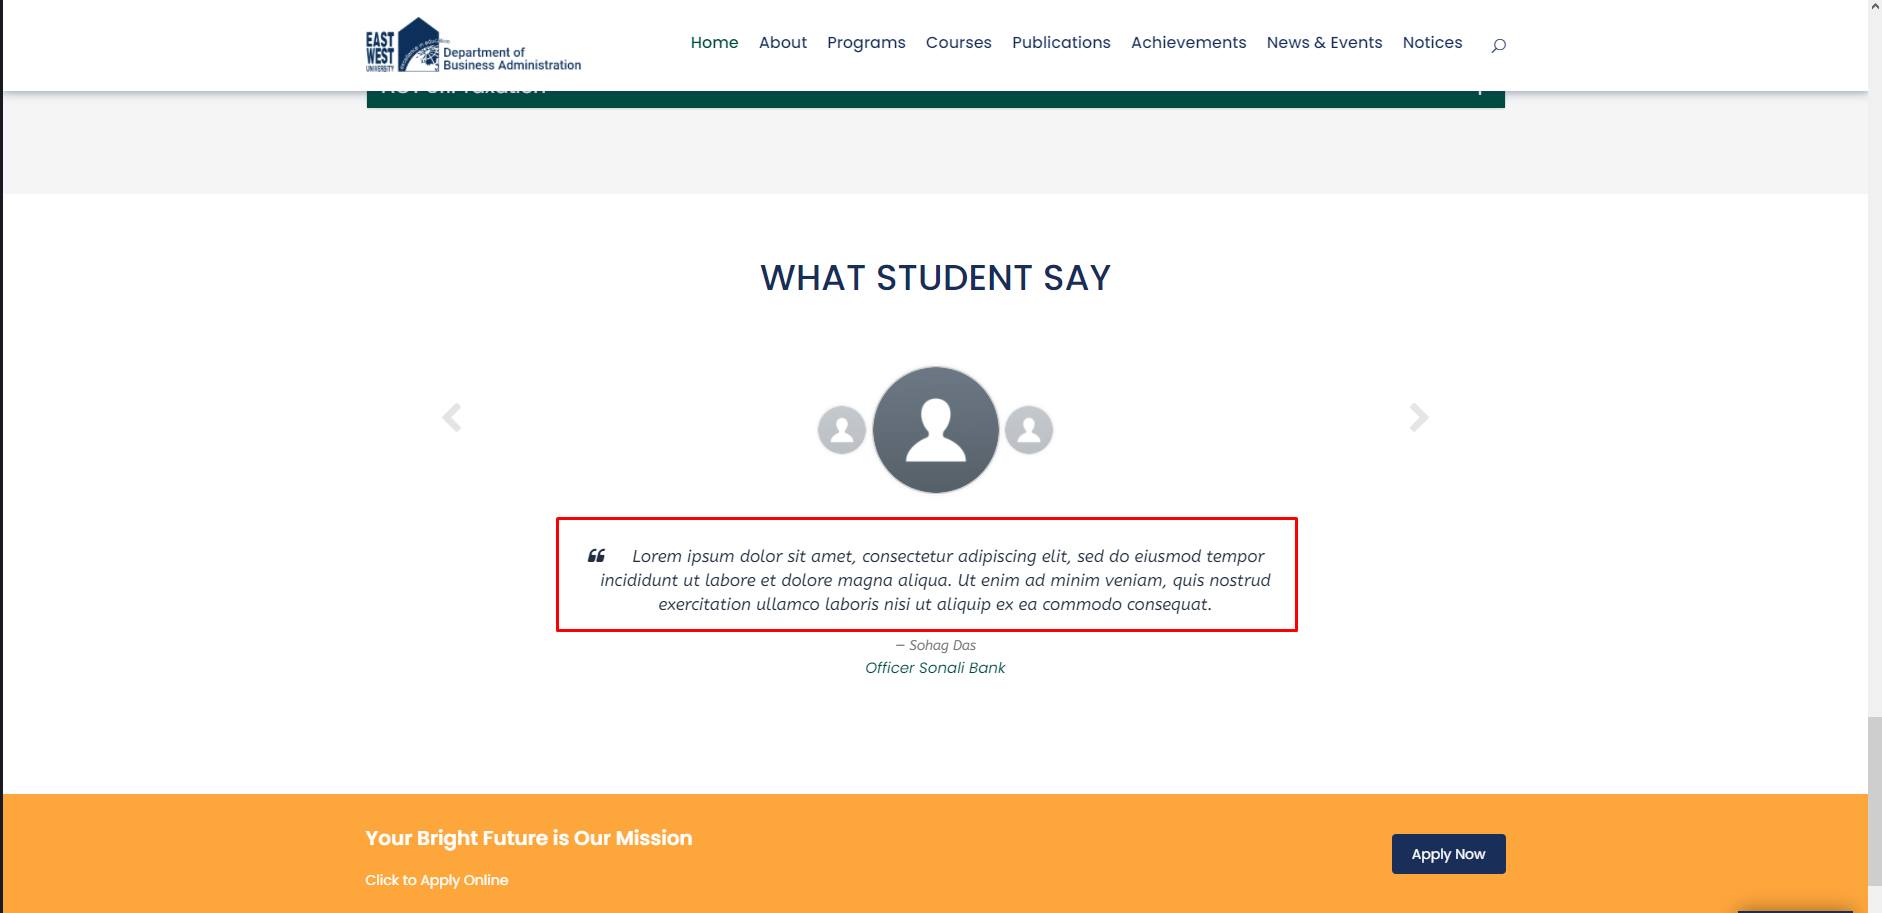 EAST
WEST
UNIVERSITY
Department of
Business Administration
Home About Programs Courses Publications Achievements News & Events Notices
WHAT STUDENT SAY
“ Lorem ipsum dolor sit amet, consectetur adipiscing elit, sed do eiusmod tempor
incididunt ut labore et dolore magna aliqua. Ut enim ad minim veniam, quis nostrud
exercitation ullamco laboris nisi ut aliquip ex ea commodo consequat.
— Sohag Das
Officer Sonali Bank
Your Bright Future is Our Mission
Apply Now
Click to Apply Online